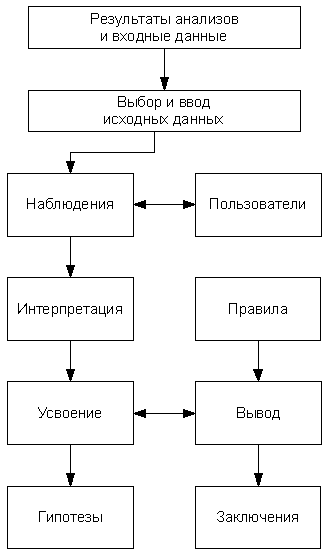 Результаты анализов
и входные данные
Выбор и ввод
исходных данных
Наблюдения
Пользователи
Интерпретация
Правила
Усвоение
Вывод
Гипотезы
Заключения